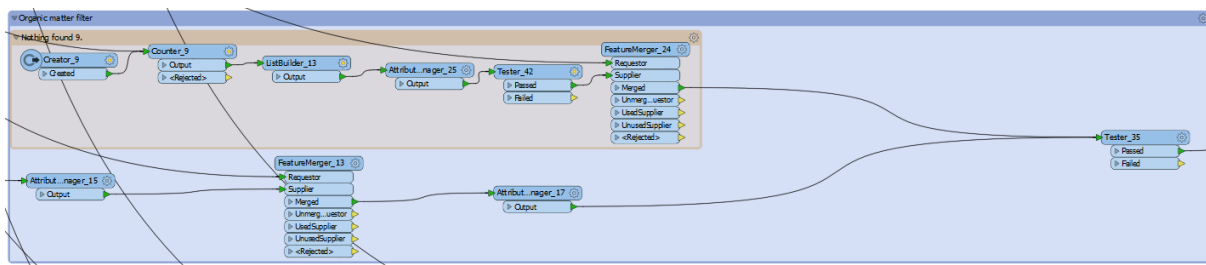 Organic matter filter
Nothing found 9.
Creator_9
Created
Counter_9
Output
<Rejected>
ListBuilder_13
Output
Attribut...nager_25
Output
Tester_42
Passed
Failed
FeatureMerger_24
Requestor
Supplier
Merged
Unmerg...uestor
UsedSupplier
UnusedSupplier
<Rejected>
Tester_35
Passed
Failed
Attribut...nager_15
Output
FeatureMerger_13
Requestor
Supplier
Merged
Unmerg...uestor
UsedSupplier
UnusedSupplier
<Rejected>
Attribut...nager_17
Output